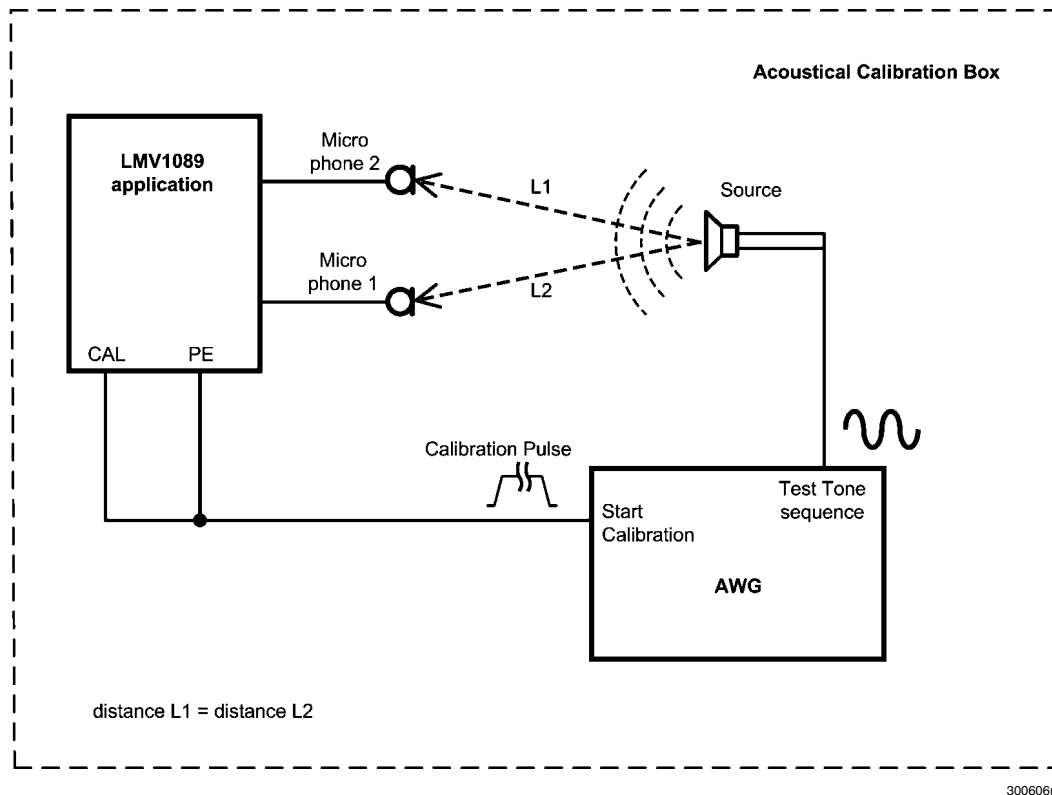 Acoustical Calibration Box
LMV1089
application
Micro
phone 2
L1
Source
Micro
phone 1
L2
CAL
PE
Calibration Pulse
Start
Calibration
Test Tone
sequence
AWG
distance L1 = distance L2